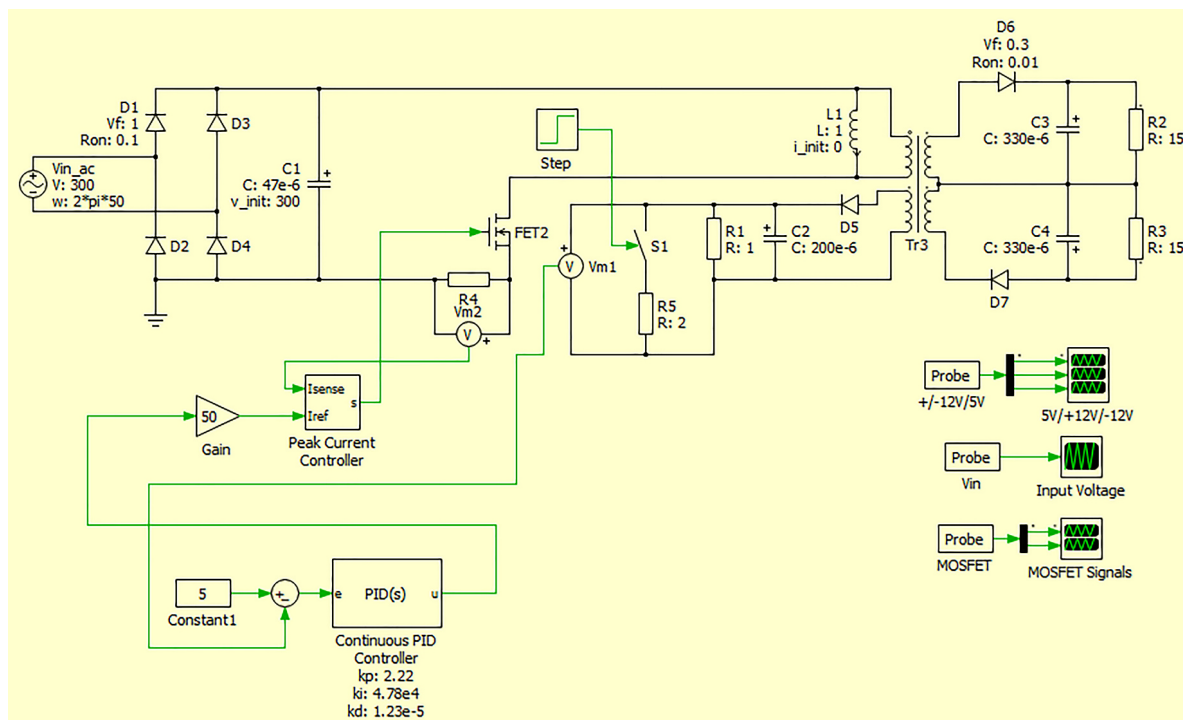 D1
Vf: 1
Ron: 0.1
D3
Vin_ac
V: 300
w: 2*pi*50
D2
D4
C1
C: 47e-6
v_init: 300
+
Step
L1
L: 1
i_init: 0
FET2
R4
Vm2
V
+
V
+
Vm1
S1
R5
R: 2
R1
R: 1
+
C2
C: 200e-6
D5
Tr3
D6
Vf: 0.3
Ron: 0.01
C3
C: 330e-6
+
R2
R: 15
C4
C: 330e-6
+
R3
R: 15
D7
Isense
Iref
s
Peak Current
Controller
50
Gain
5
Constant1
+
−
e
PID(s)
u
Continuous PID
Controller
kp: 2.22
ki: 4.78e4
kd: 1.23e-5
Probe
+/-12V/5V
5V/+12V/-12V
Probe
Vin
Input Voltage
Probe
MOSFET
MOSFET Signals